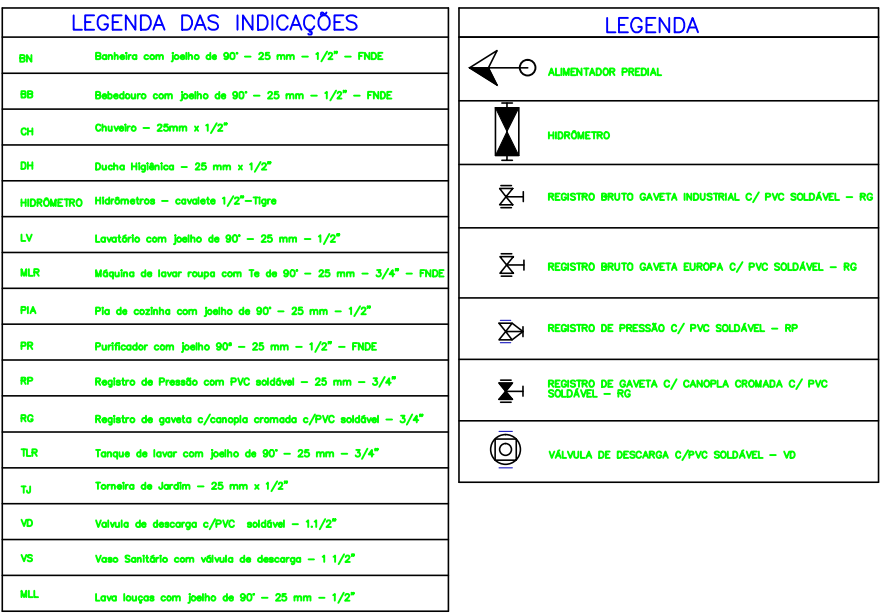 LEGENDA DAS INDICAÇÕES
BN Banheira com joelho de 90° – 25 mm – 1/2" – FNDE
BB Bebedouro com joelho de 90° – 25 mm – 1/2" – FNDE
CH Chuveiro – 25mm x 1/2"
DH Ducha Higiênica – 25 mm x 1/2"
HIDRÔMETRO Hidrômetros – cavalete 1/2"–Tigre
LV Lavatório com joelho de 90° – 25 mm – 1/2"
MLR Máquina de lavar roupa com Te de 90° – 25 mm – 3/4" – FNDE
PIA Pia de cozinha com joelho de 90° – 25 mm – 1/2"
PR Purificador com joelho 90° – 25 mm – 1/2" – FNDE
RP Registro de Pressão com PVC soldável – 25 mm – 3/4"
RG Registro de gaveta c/canopla cromada c/PVC soldável – 3/4"
TLR Tanque de lavar com joelho de 90° – 25 mm – 3/4"
TJ Torneira de Jardim – 25 mm x 1/2"
VD Valvula de descarga c/PVC soldável – 1.1/2"
VS Vaso Sanitário com válvula de descarga – 1 1/2"
MLL Lava louças com joelho de 90° – 25 mm – 1/2"
LEGENDA
ALIMENTADOR PREDIAL
HIDRÔMETRO
REGISTRO BRUTO GAVETA INDUSTRIAL C/ PVC SOLDÁVEL – RG
REGISTRO BRUTO GAVETA EUROPA C/ PVC SOLDÁVEL – RG
REGISTRO DE PRESSÃO C/ PVC SOLDÁVEL – RP
REGISTRO DE GAVETA C/ CANOPLA CROMADA C/ PVC
SOLDÁVEL – RG
VÁLVULA DE DESCARGA C/PVC SOLDÁVEL – VD